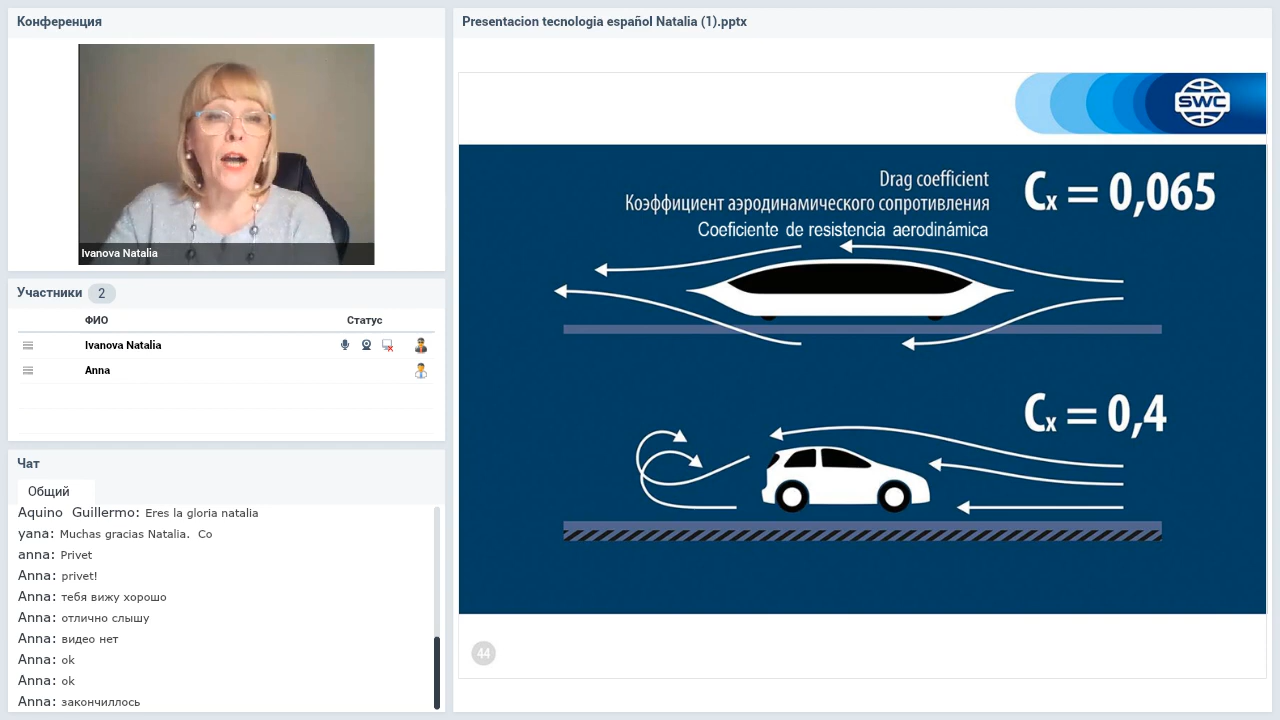 Конференция
Ivanova Natalia
Участники 2
ФИО Статус
Ivanova Natalia
Anna
Чат
Общий
Aquino Guillermo: Eres la gloria natalia
yana: Muchas gracias Natalia. Co
anna: Privet
Anna: privet!
Anna: тебя вижу хорошо
Anna: отлично слышу
Anna: видео нет
Anna: ok
Anna: ok
Anna: закончиллось
Presentacion tecnologia español Natalia (1).pptx
SWC
Drag coefficient
Коэффициент аэродинамического сопротивления
Coeficiente de resistencia aerodinámica
Cx = 0,065
Cx = 0,4
44